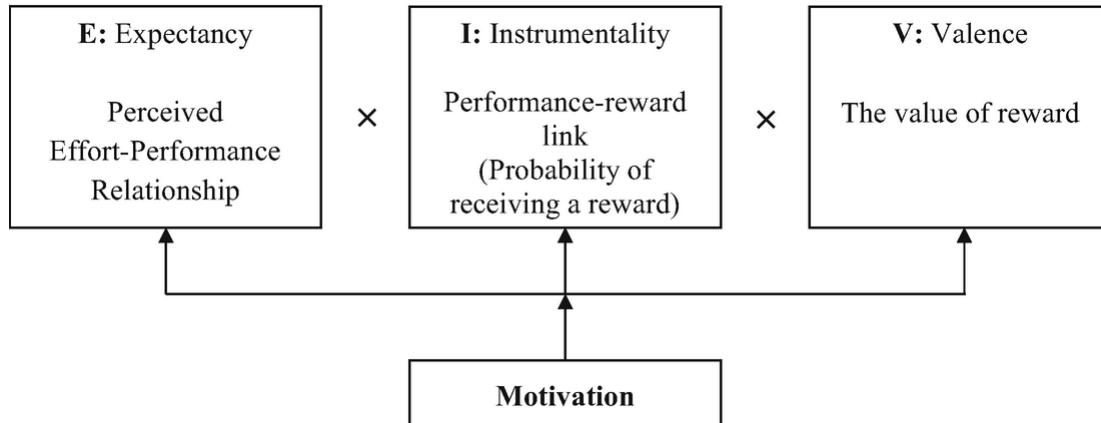 E: Expectancy
Perceived
Effort-Performance
Relationship
×
I: Instrumentality
Performance-reward
link
(Probability of
receiving a reward)
×
V: Valence
The value of reward
Motivation